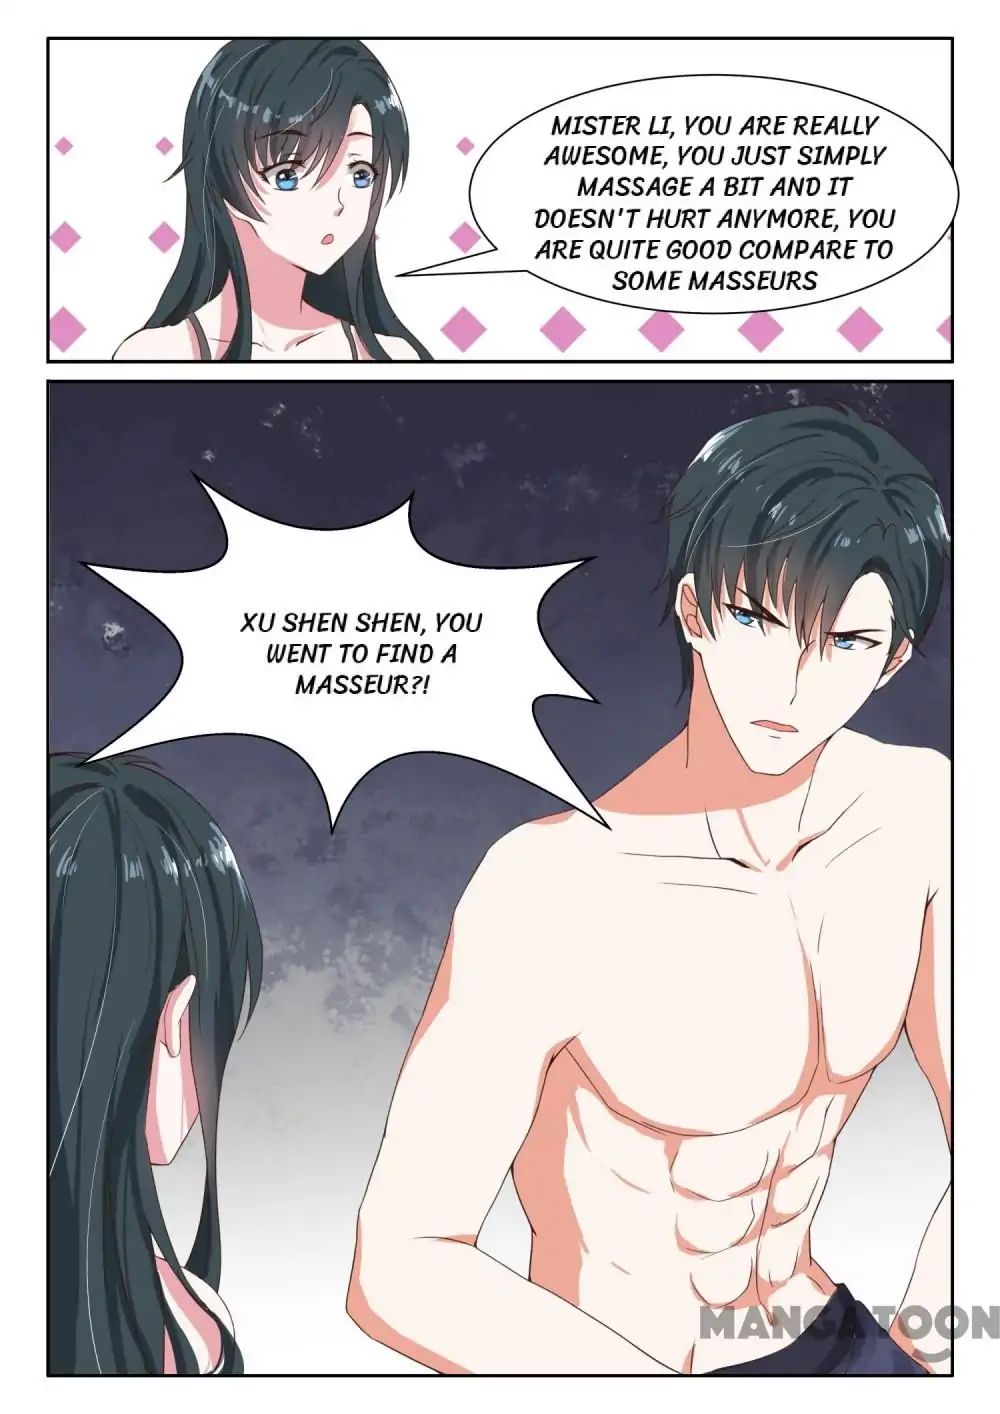 MISTER LI, YOU ARE REALLY
AWESOME, YOU JUST SIMPLY
MASSAGE A BIT AND IT
DOESN'T HURT ANYMORE, YOU
ARE QUITE GOOD COMPARE TO
SOME MASSEURS
XU SHEN SHEN, YOU
WENT TO FIND A
MASSEUR?!
MANGATOON